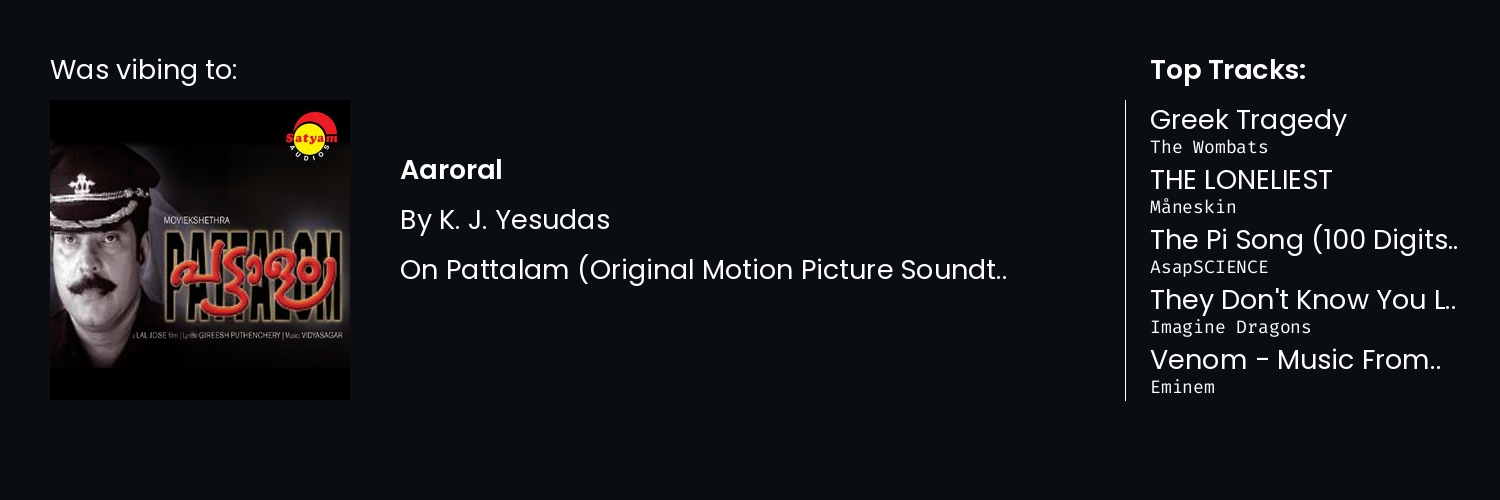 Was vibing to:
Satyam
AUDIOS
MOVIEKSHETHRA
PATTALOM
പട്ടാളം
LAL JOSE film | Lyrics GIREESH PUTHENCHERY | Music VIDYASAGAR
Aaroral
By K. J. Yesudas
On Pattalam (Original Motion Picture Soundt..
Top Tracks:
Greek Tragedy
The Wombats
THE LONELIEST
Måneskin
The Pi Song (100 Digits..
AsapSCIENCE
They Don't Know You L..
Imagine Dragons
Venom - Music From..
Eminem